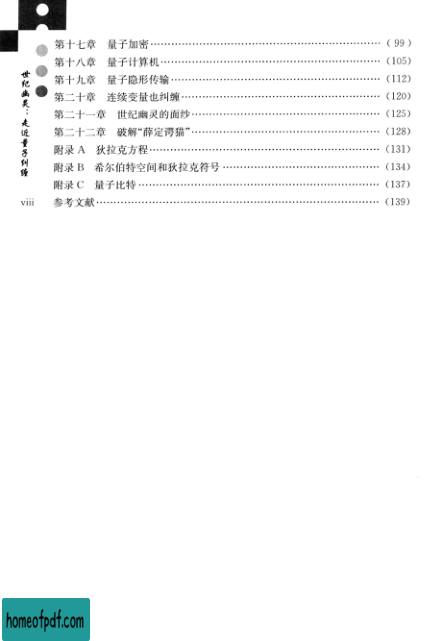 第十七章 量子加密………………………………………………( 99 )
第十八章 量子计算机……………………………………………(105)
第十九章 量子隐形传输…………………………………………(112)
第二十章 连续变量也纠缠………………………………………(120)
第二十一章 世纪幽灵的面纱……………………………………(125)
第二十二章 破解“薛定谔猫”……………………………………(128)
附录 A 狄拉克方程………………………………………………(131)
附录 B 希尔伯特空间和狄拉克符号……………………………(134)
附录 C 量子比特…………………………………………………(137)
参考文献…………………………………………………………(139)
世纪幽灵:走近量子纠缠
viii
homeofpdf.com